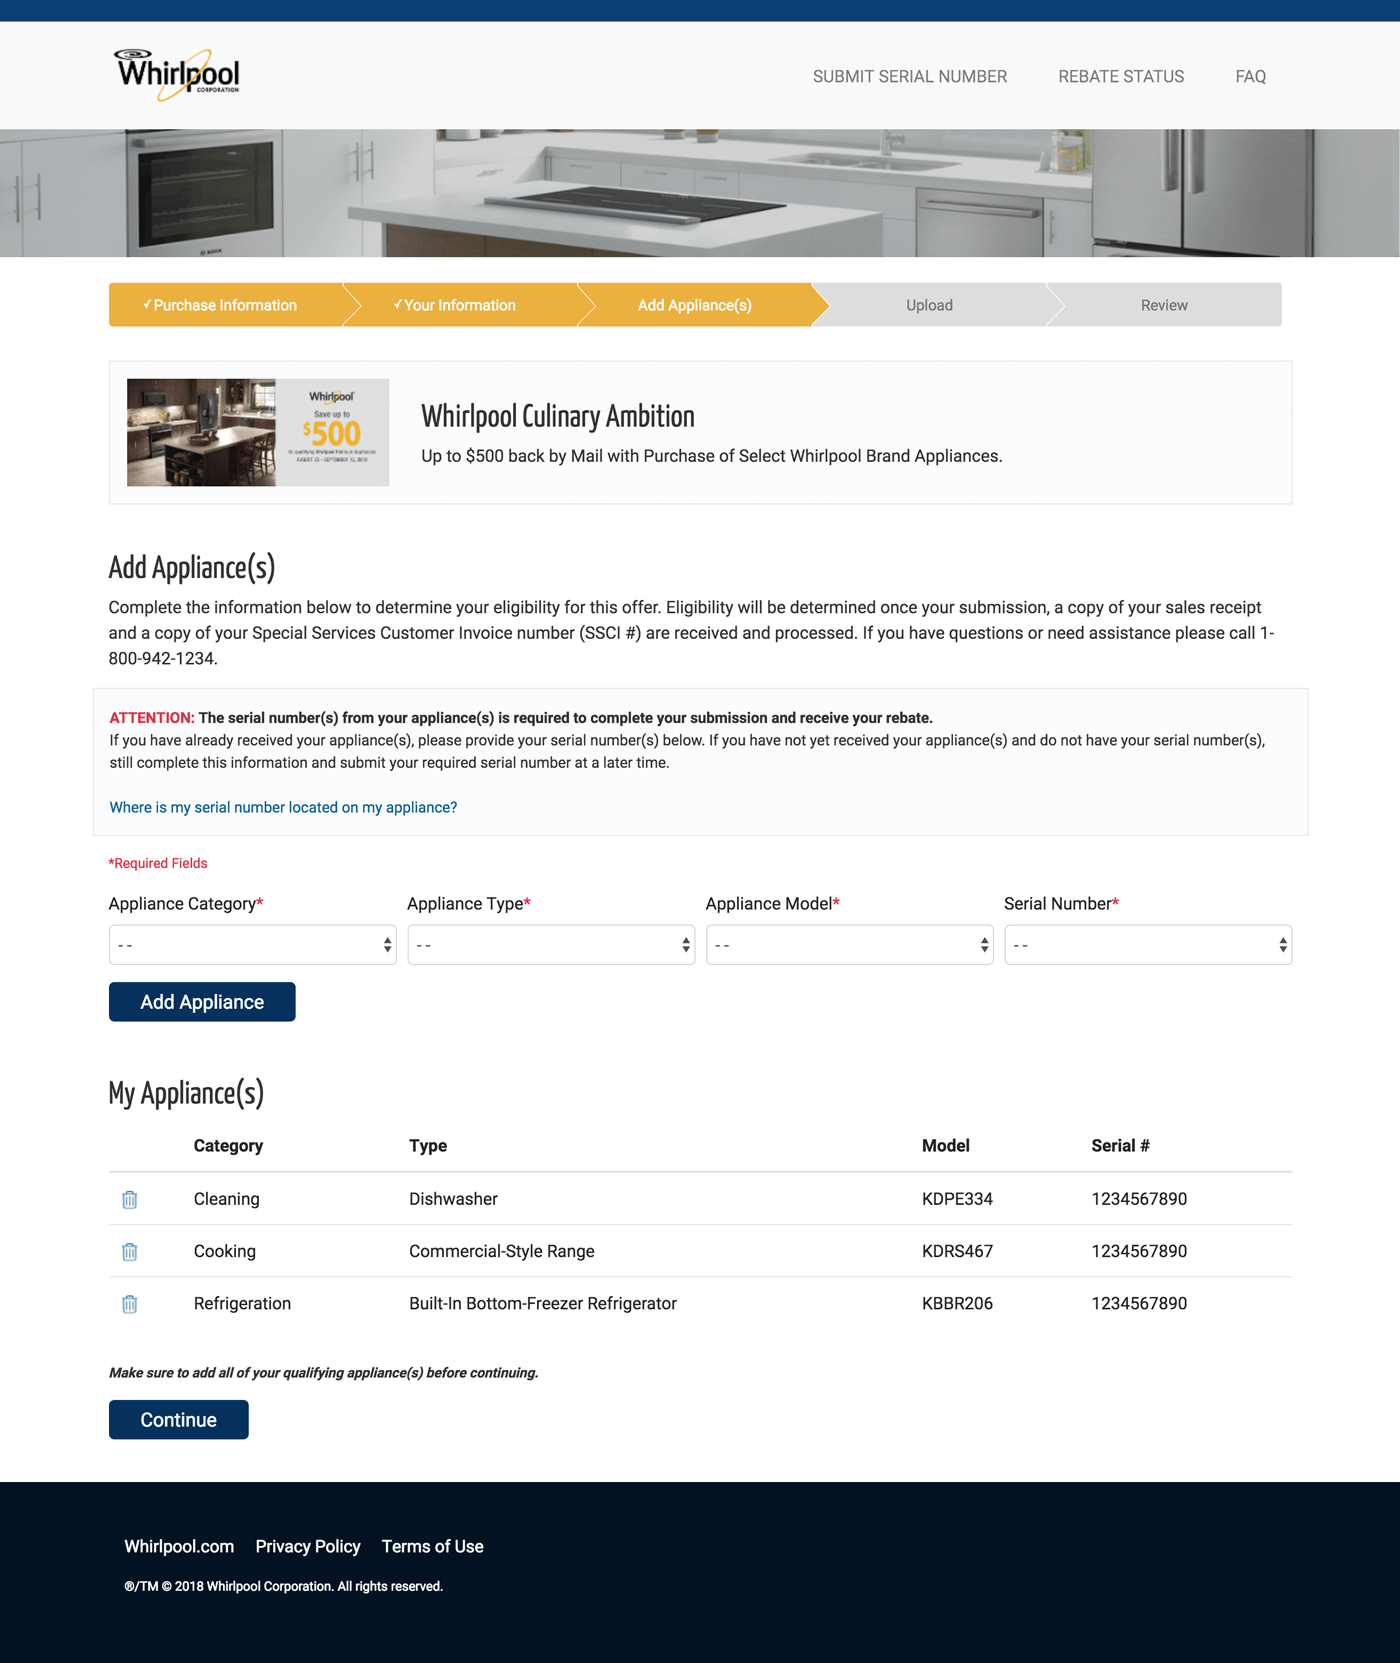 Whirlpool
CORPORATION
SUBMIT SERIAL NUMBER
REBATE STATUS
FAQ
BOSCH
✓ Purchase Information
✓ Your Information
Add Appliance(s)
Upload
Review
Whirlpool
Save up to
$500
On qualifying Whirlpool Platinum Appliances
Whirlpool Culinary Ambition
Up to $500 back by Mail with Purchase of Select Whirlpool Brand Appliances.
Add Appliance(s)
Complete the information below to determine your eligibility for this offer. Eligibility will be determined once your submission, a copy of your sales receipt
and a copy of your Special Services Customer Invoice number (SSCI #) are received and processed. If you have questions or need assistance please call 1-
800-942-1234.
ATTENTION: The serial number(s) from your appliance(s) is required to complete your submission and receive your rebate.
If you have already received your appliance(s), please provide your serial number(s) below. If you have not yet received your appliance(s) and do not have your serial number(s),
still complete this information and submit your required serial number at a later time.
Where is my serial number located on my appliance?
*Required Fields
Appliance Category* Appliance Type* Appliance Model* Serial Number*
- - - - - - - -
Add Appliance
My Appliance(s)
Category Type Model Serial #
Cleaning Dishwasher KDPE334 1234567890
Cooking Commercial-Style Range KDRS467 1234567890
Refrigeration Built-In Bottom-Freezer Refrigerator KBBR206 1234567890
Make sure to add all of your qualifying appliance(s) before continuing.
Continue
Whirlpool.com Privacy Policy Terms of Use
®/TM © 2018 Whirlpool Corporation. All rights reserved.